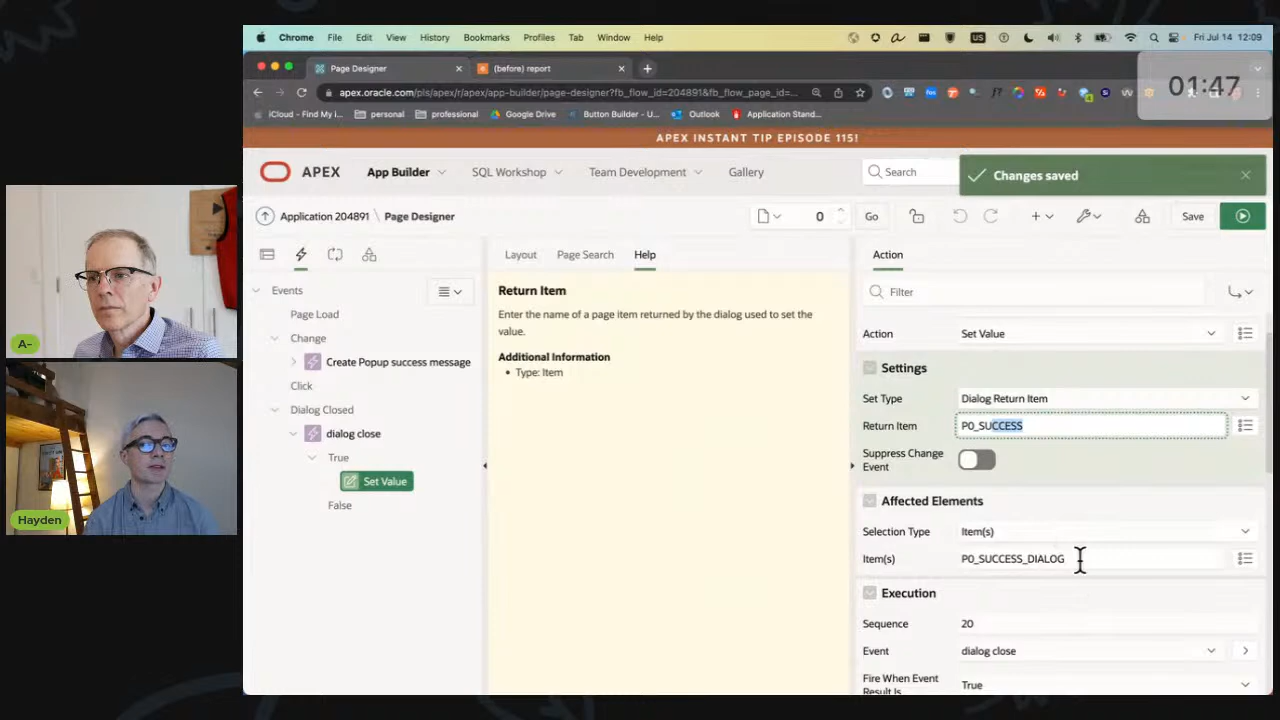 Chrome File Edit View History Bookmarks Profiles Tab Window Help US Fri Jul 14 12:09
Page Designer (before) report
01:47
apex.oracle.com/pls/apex/r/apex/app-builder/page-designer?fb_flow_id=204891&fb_flow_page_id=...
iCloud - Find My i... personal professional Google Drive Button Builder - U... Outlook Application Stand...
APEX INSTANT TIP EPISODE 115!
APEX App Builder SQL Workshop Team Development Gallery Search
Changes saved
Application 204891 \ Page Designer 0 Go Save
Layout Page Search Help
Action
Events
Page Load
Change
Create Popup success message
Click
Dialog Closed
dialog close
True
Set Value
False
Return Item
Enter the name of a page item returned by the dialog used to set the
value.
Additional Information
• Type: Item
Filter
Action Set Value
Settings
Set Type Dialog Return Item
Return Item P0_SUCCESS
Suppress Change
Event
Affected Elements
Selection Type Item(s)
Item(s) P0_SUCCESS_DIALOG
Execution
Sequence 20
Event dialog close
Fire When Event
Result Is True
A-
Hayden